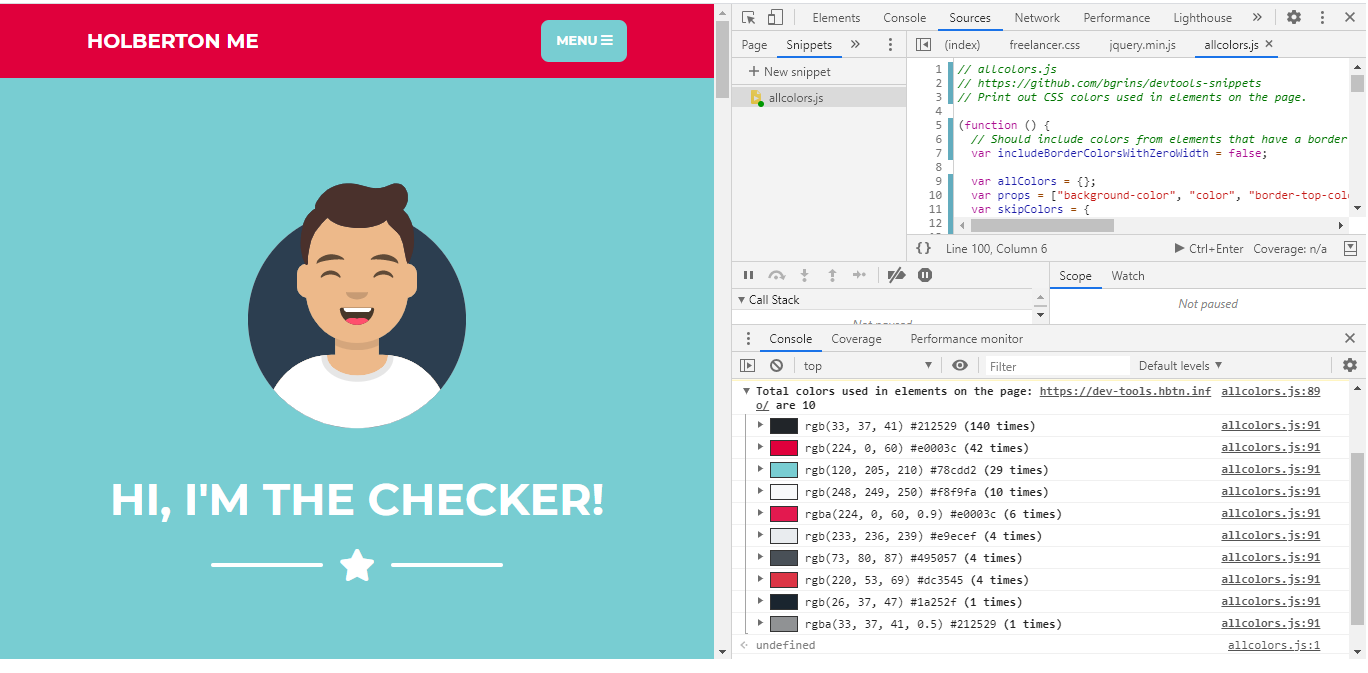 HOLBERTON ME
MENU
HI, I'M THE CHECKER!
Elements Console Sources Network Performance Lighthouse »
Page Snippets »
(index) freelancer.css jquery.min.js allcolors.js ×
+ New snippet
allcolors.js
1 // allcolors.js
2 // https://github.com/bgrins/devtools-snippets
3 // Print out CSS colors used in elements on the page.
4
5 (function () {
6 // Should include colors from elements that have a border
7 var includeBorderColorsWithZeroWidth = false;
8
9 var allColors = {};
10 var props = ["background-color", "color", "border-top-col
11 var skipColors = {
12
{} Line 100, Column 6 Ctrl+Enter Coverage: n/a
Scope Watch
Call Stack
Not paused
Not paused
Console Coverage Performance monitor
top Filter Default levels
Total colors used in elements on the page: https://dev-tools.hbtn.inf allcolors.js:89
o/ are 10
rgb(33, 37, 41) #212529 (140 times) allcolors.js:91
rgb(224, 0, 60) #e0003c (42 times) allcolors.js:91
rgb(120, 205, 210) #78cdd2 (29 times) allcolors.js:91
rgb(248, 249, 250) #f8f9fa (10 times) allcolors.js:91
rgba(224, 0, 60, 0.9) #e0003c (6 times) allcolors.js:91
rgb(233, 236, 239) #e9ecef (4 times) allcolors.js:91
rgb(73, 80, 87) #495057 (4 times) allcolors.js:91
rgb(220, 53, 69) #dc3545 (4 times) allcolors.js:91
rgb(26, 37, 47) #1a252f (1 times) allcolors.js:91
rgba(33, 37, 41, 0.5) #212529 (1 times) allcolors.js:91
undefined allcolors.js:1